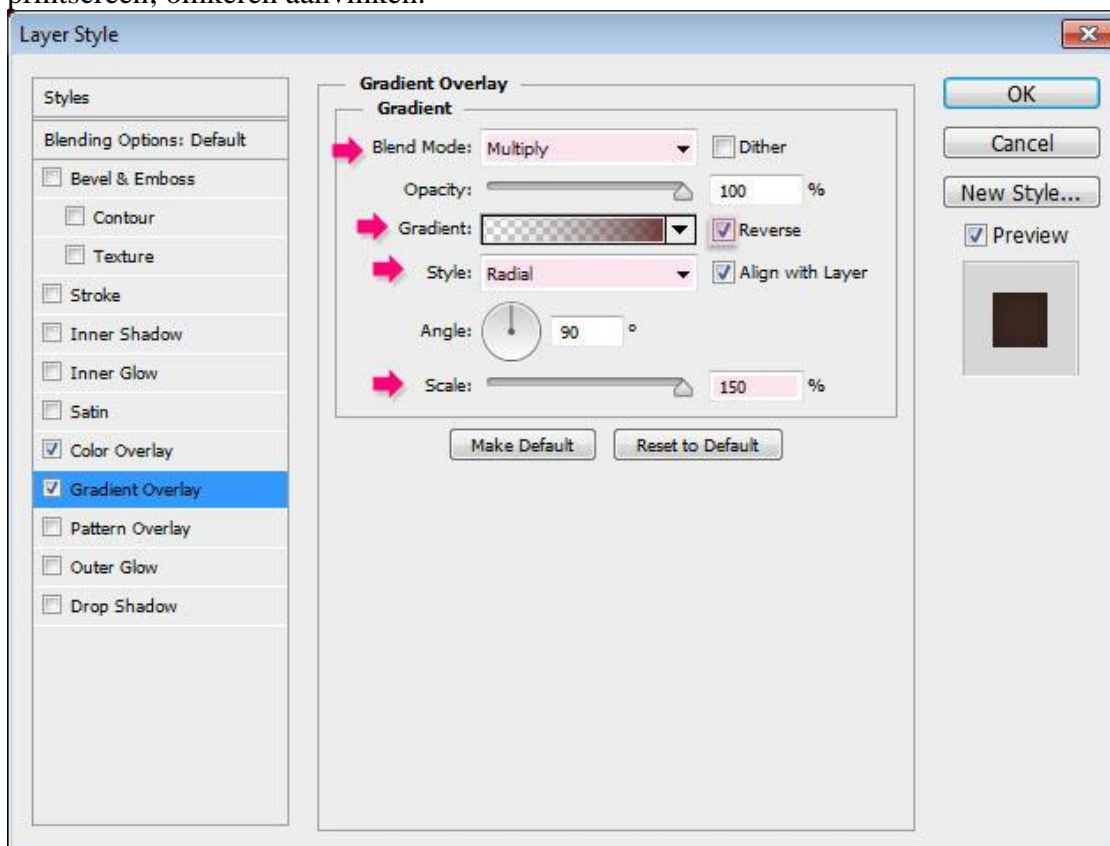 printscreen, omkeren aanvinken.
Layer Style
Styles
Blending Options: Default
Bevel & Emboss
Contour
Texture
Stroke
Inner Shadow
Inner Glow
Satin
Color Overlay
Gradient Overlay
Pattern Overlay
Outer Glow
Drop Shadow
Gradient Overlay
Gradient
Blend Mode: Multiply Dither
Opacity: 100 %
Gradient: Reverse
Style: Radial Align with Layer
Angle: 90 °
Scale: 150 %
Make Default Reset to Default
OK
Cancel
New Style...
Preview